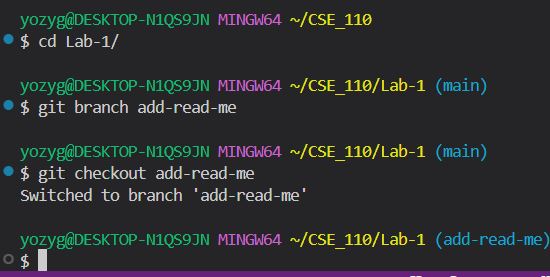 yozyg@DESKTOP-N1QS9JN MINGW64 ~/CSE_110
$ cd Lab-1/
yozyg@DESKTOP-N1QS9JN MINGW64 ~/CSE_110/Lab-1 (main)
$ git branch add-read-me
yozyg@DESKTOP-N1QS9JN MINGW64 ~/CSE_110/Lab-1 (main)
$ git checkout add-read-me
Switched to branch 'add-read-me'
yozyg@DESKTOP-N1QS9JN MINGW64 ~/CSE_110/Lab-1 (add-read-me)
$